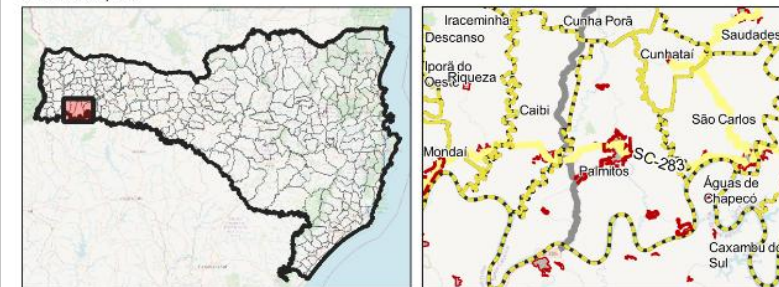 Iraceminha
Cunha Porã
Descanso
Saudades
Cunhataí
Iporã do
Oeste
Riqueza
Caibi
São Carlos
Mondaí
SC-283
Palmitos
Águas de
Chapecó
Caxambu do
Sul